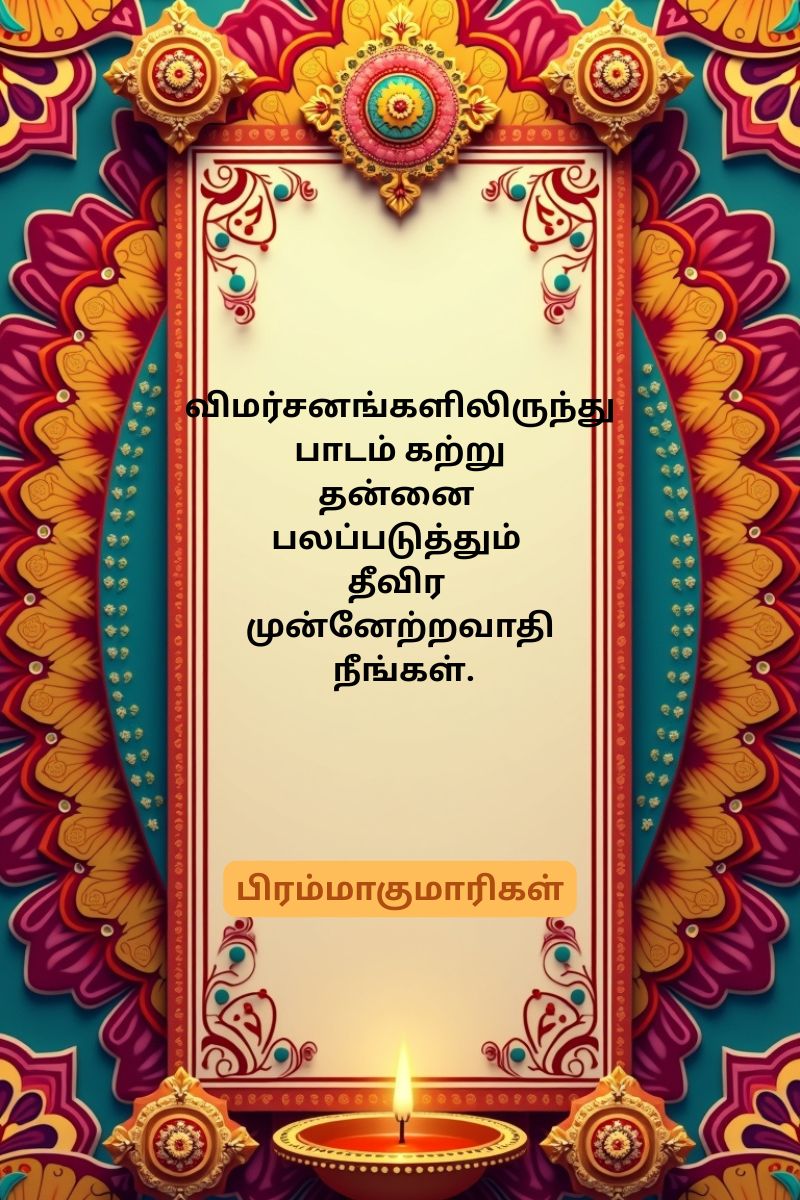 விமர்சனங்களிலிருந்து
பாடம் கற்று
தன்னை
பலப்படுத்தும்
தீவிர
முன்னேற்றவாதி
நீங்கள்.
பிரம்மாகுமாரிகள்